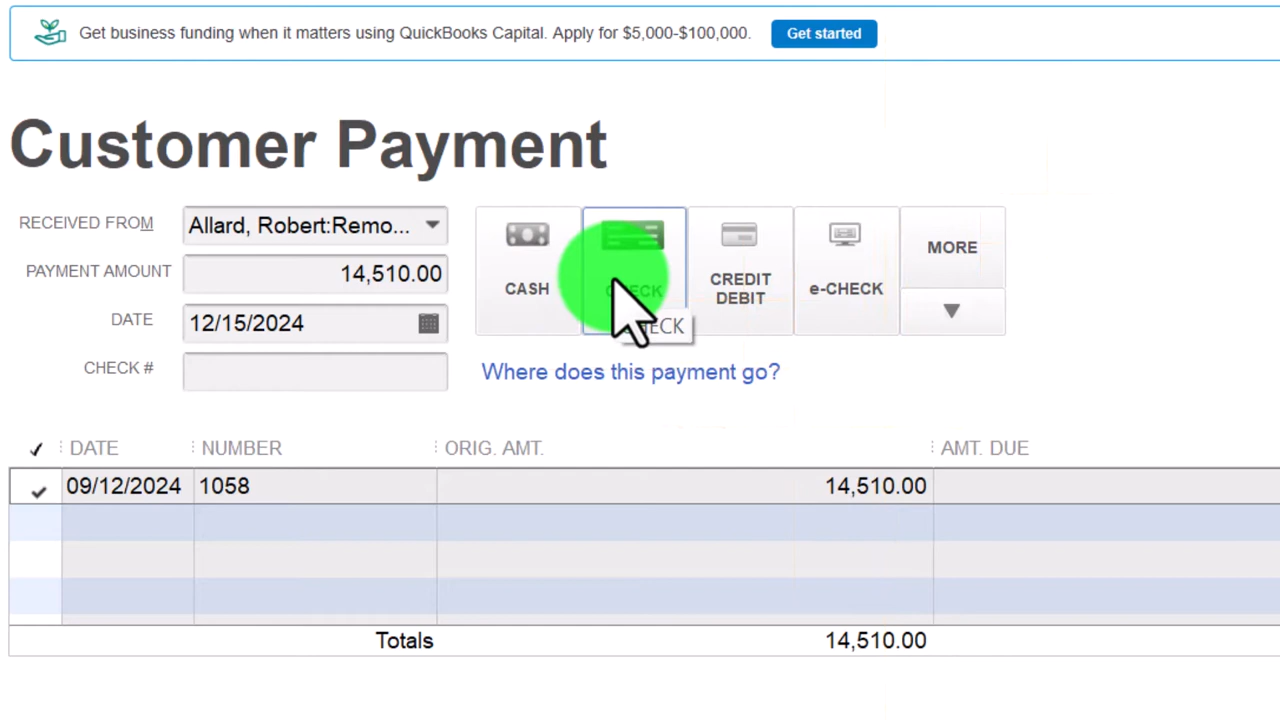 Get business funding when it matters using QuickBooks Capital. Apply for $5,000-$100,000. Get started
Customer Payment
RECEIVED FROM Allard, Robert:Remo...
PAYMENT AMOUNT 14,510.00
DATE 12/15/2024
CHECK #
CASH
CHECK
CREDIT
DEBIT
e-CHECK
MORE
CHECK
Where does this payment go?
DATE NUMBER ORIG. AMT. AMT. DUE
09/12/2024 1058 14,510.00
Totals 14,510.00